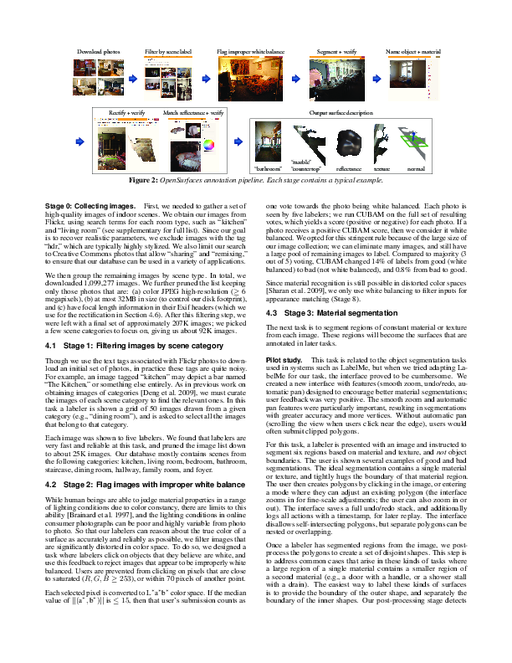 Download photos
Filter by scene label
Flag improper white balance
Segment + verify
Name object + material
Rectify + verify
Match reflectance + verify
Output surface description
"bathroom"
"marble"
"countertop"
reflectance
texture
normal
Figure 2: OpenSurfaces annotation pipeline. Each stage contains a typical example.
Stage 0: Collecting images. First, we needed to gather a set of
high-quality images of indoor scenes. We obtain our images from
Flickr, using search terms for each room type, such as "kitchen"
and "living room" (see supplementary for full list). Since our goal
is to recover realistic parameters, we exclude images with the tag
"hdr," which are typically highly stylized. We also limit our search
to Creative Commons photos that allow "sharing" and "remixing,"
to ensure that our database can be used in a variety of applications.
We then group the remaining images by scene type. In total, we
downloaded 1,099,277 images. We further pruned the list keeping
only those photos that are: (a) color JPEG high-resolution (≥ 6
megapixels), (b) at most 32MB in size (to control our disk footprint),
and (c) have focal length information in their Exif headers (which we
use for the rectification in Section 4.6). After this filtering step, we
were left with a final set of approximately 207K images; we picked
a few scene categories to focus on, giving us about 92K images.
4.1 Stage 1: Filtering images by scene category
Though we use the text tags associated with Flickr photos to down-
load an initial set of photos, in practice these tags are quite noisy.
For example, an image tagged "kitchen" may depict a bar named
"The Kitchen," or something else entirely. As in previous work on
obtaining images of categories [Deng et al. 2009], we must curate
the images of each scene category to find the relevant ones. In this
task a labeler is shown a grid of 50 images drawn from a given
category (e.g., "dining room"), and is asked to select all the images
that belong to that category.
Each image was shown to five labelers. We found that labelers are
very fast and reliable at this task, and pruned the image list down
to about 25K images. Our database mostly contains scenes from
the following categories: kitchen, living room, bedroom, bathroom,
staircase, dining room, hallway, family room, and foyer.
4.2 Stage 2: Flag images with improper white balance
While human beings are able to judge material properties in a range
of lighting conditions due to color constancy, there are limits to this
ability [Brainard et al. 1997], and the lighting conditions in online
consumer photographs can be poor and highly variable from photo
to photo. So that our labelers can reason about the true color of a
surface as accurately and reliably as possible, we filter images that
are significantly distorted in color space. To do so, we designed a
task where labelers click on objects that they believe are white, and
use this feedback to reject images that appear to be improperly white
balanced. Users are prevented from clicking on pixels that are close
to saturated (R, G, B ≥ 253), or within 70 pixels of another point.
Each selected pixel is converted to L*a*b* color space. If the median
value of ||(a*, b*)|| is ≤ 15, then that user's submission counts as
one vote towards the photo being white balanced. Each photo is
seen by five labelers; we run CUBAM on the full set of resulting
votes, which yields a score (positive or negative) for each photo. If a
photo receives a positive CUBAM score, then we consider it white
balanced. We opted for this stringent rule because of the large size of
our image collection; we can eliminate many images, and still have
a large pool of remaining images to label. Compared to majority (3
out of 5) voting, CUBAM changed 14% of labels from good (white
balanced) to bad (not white balanced), and 0.8% from bad to good.
Since material recognition is still possible in distorted color spaces
[Sharan et al. 2009], we only use white balancing to filter inputs for
appearance matching (Stage 8).
4.3 Stage 3: Material segmentation
The next task is to segment regions of constant material or texture
from each image. These regions will become the surfaces that are
annotated in later tasks.
Pilot study. This task is related to the object segmentation tasks
used in systems such as LabelMe, but when we tried adapting La-
belMe for our task, the interface proved to be cumbersome. We
created a new interface with features (smooth zoom, undo/redo, au-
tomatic pan) designed to encourage better material segmentations;
user feedback was very positive. The smooth zoom and automatic
pan features were particularly important, resulting in segmentations
with greater accuracy and more vertices. Without automatic pan
(scrolling the view when users click near the edge), users would
often submit clipped polygons.
For this task, a labeler is presented with an image and instructed to
segment six regions based on material and texture, and not object
boundaries. The user is shown several examples of good and bad
segmentations. The ideal segmentation contains a single material
or texture, and tightly hugs the boundary of that material region.
The user then creates polygons by clicking in the image, or entering
a mode where they can adjust an existing polygon (the interface
zooms in for fine-scale adjustments; the user can also zoom in or
out). The interface saves a full undo/redo stack, and additionally
logs all actions with a timestamp, for later replay. The interface
disallows self-intersecting polygons, but separate polygons can be
nested or overlapping.
Once a labeler has segmented regions from the image, we post-
process the polygons to create a set of disjoint shapes. This step is
to address common cases that arise in these kinds of tasks where
a large region of a single material contains a smaller region of
a second material (e.g., a door with a handle, or a shower stall
with a drain). The easiest way to label these kinds of surfaces
is to provide the boundary of the outer shape, and separately the
boundary of the inner shapes. Our post-processing stage detects